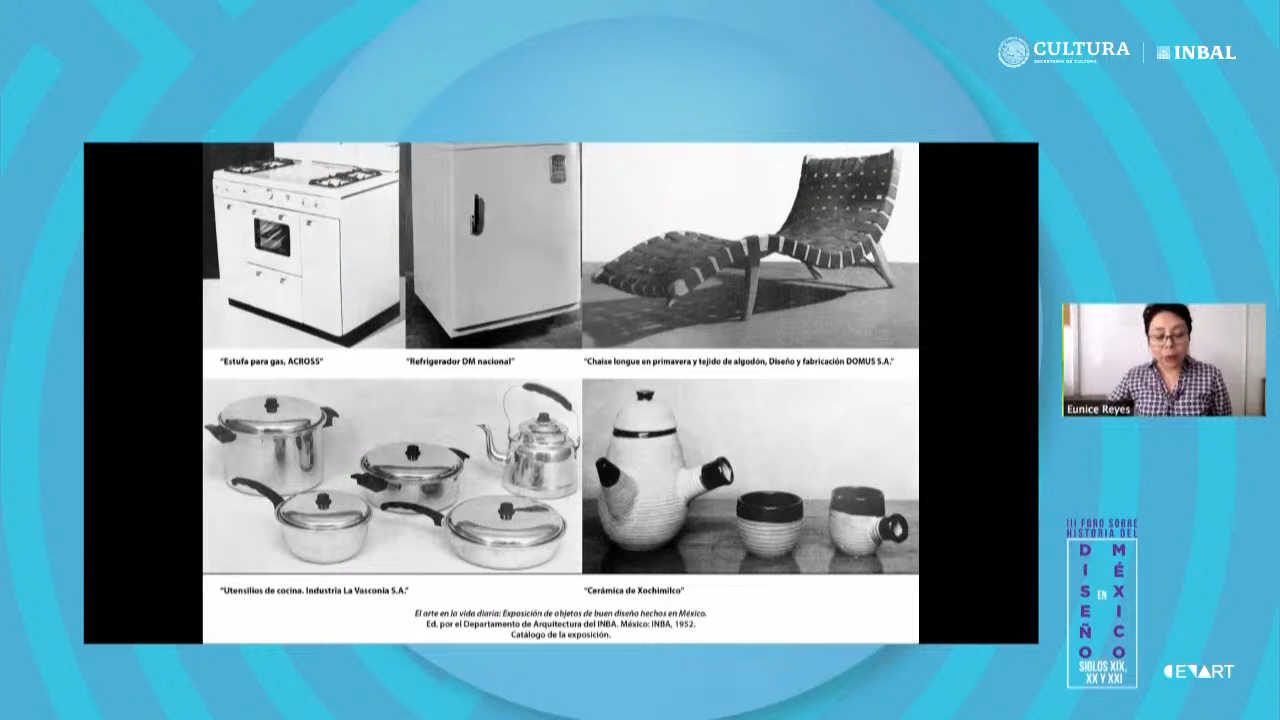 CULTURA
SECRETARÍA DE CULTURA
INBAL
"Estufa para gas, ACROSS"
"Refrigerador DM nacional"
"Chaise longue en primavera y tejido de algodón, Diseño y fabricación DOMUS S.A."
"Utensilios de cocina. Industria La Vasconia S.A."
"Cerámica de Xochimilco"
El arte en la vida diaria: Exposición de objetos de buen diseño hechos en México.
Ed. por el Departamento de Arquitectura del INBA. México: INBA, 1952.
Catálogo de la exposición.
Eunice Reyes
III FORO SOBRE
HISTORIA DEL
DISEÑO
EN
MÉXICO
SIGLOS XIX,
XX Y XXI
CENART